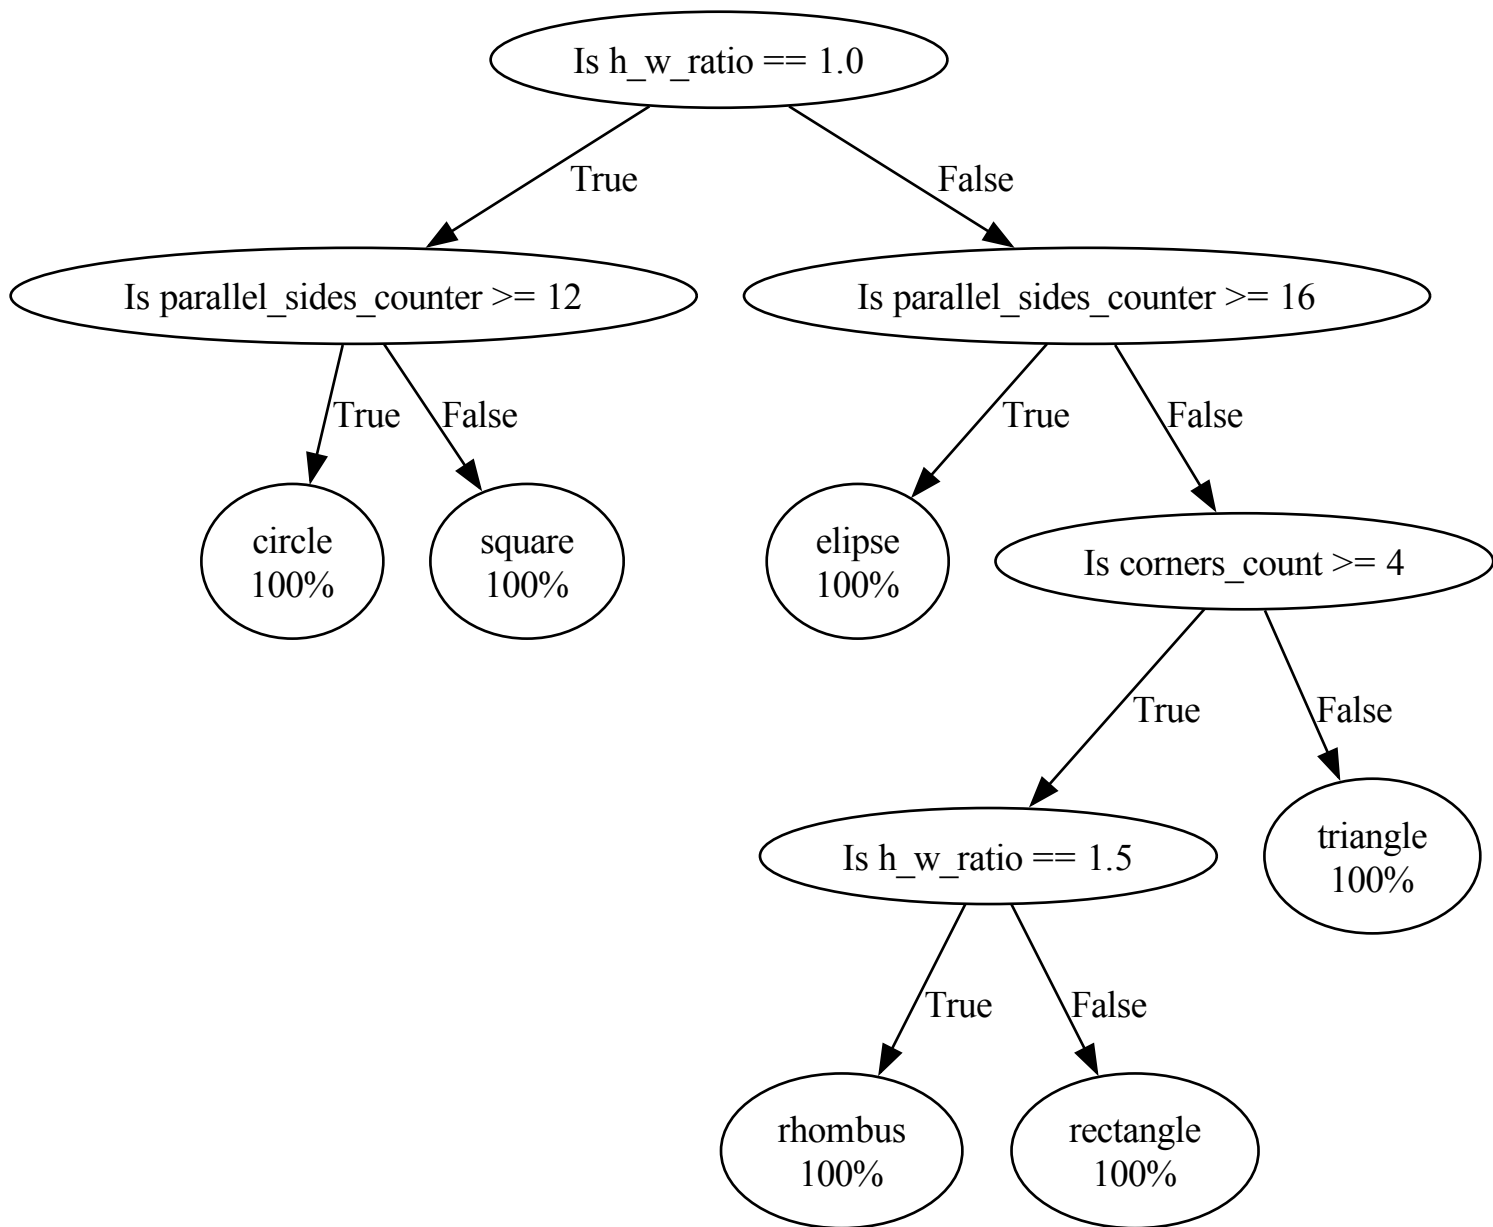 Is h_w_ratio == 1.0
True
False
Is parallel_sides_counter >= 12
Is parallel_sides_counter >= 16
True
False
True
False
circle
100%
square
100%
elipse
100%
Is corners_count >= 4
True
False
Is h_w_ratio == 1.5
triangle
100%
True
False
rhombus
100%
rectangle
100%